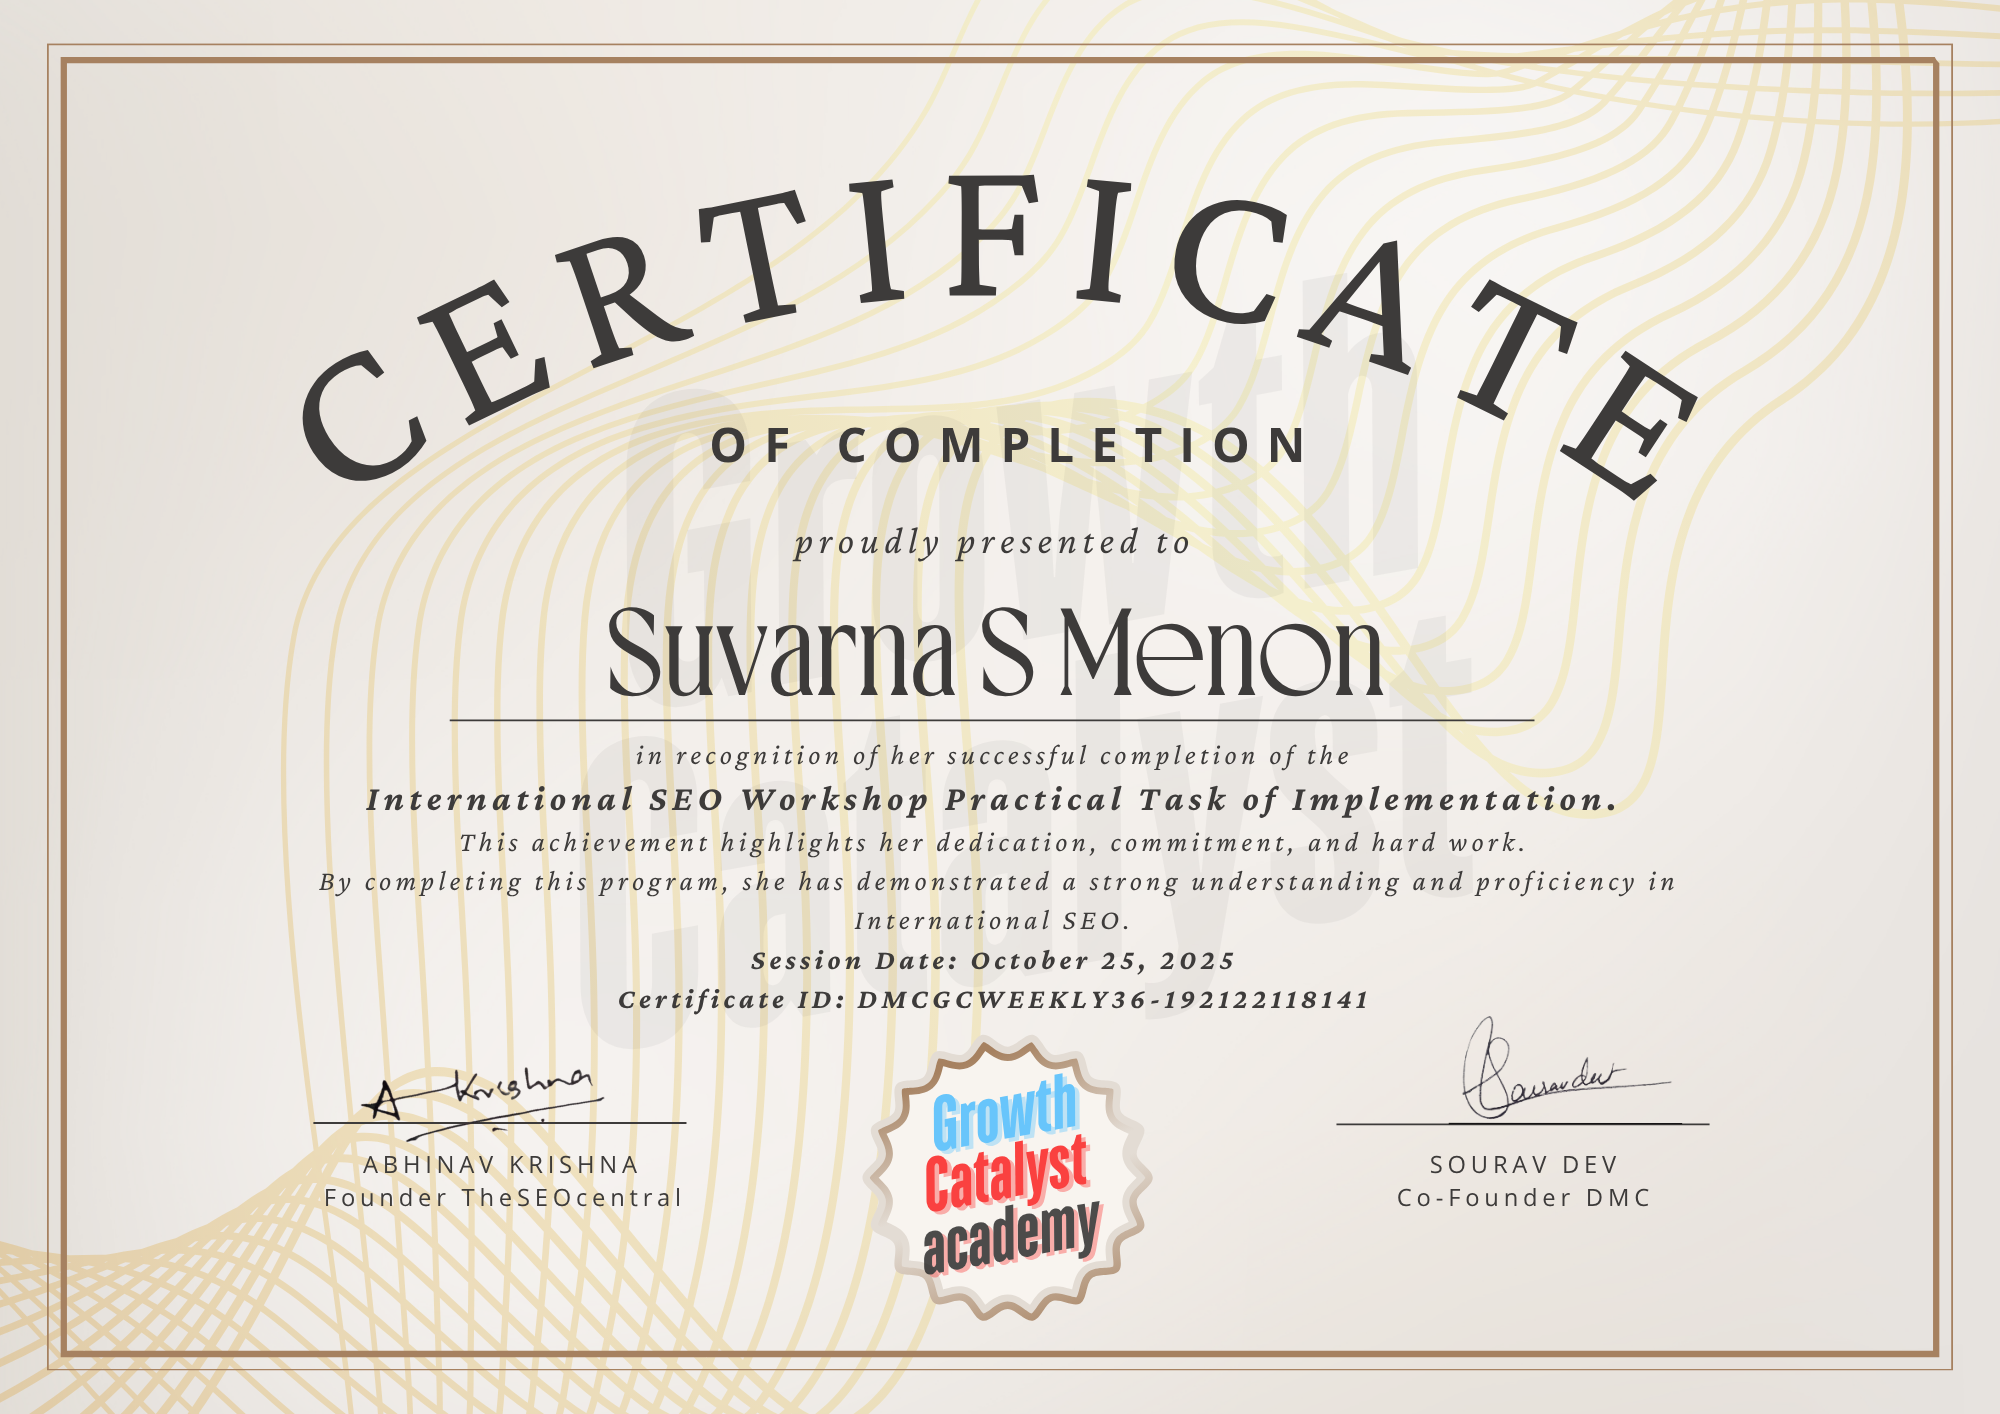 CERTIFICATE
OF COMPLETION
proudly presented to
Suvarna S Menon
in recognition of her successful completion of the
International SEO Workshop Practical Task of Implementation.
This achievement highlights her dedication, commitment, and hard work.
By completing this program, she has demonstrated a strong understanding and proficiency in
International SEO.
Session Date: October 25, 2025
Certificate ID: DMCGCWEEKLY36-192122118141
A Krishna
Souravdev
ABHINAV KRISHNA
Founder TheSEOcentral
SOURAV DEV
Co-Founder DMC
Growth
Catalyst
academy
Growth
Catalyst